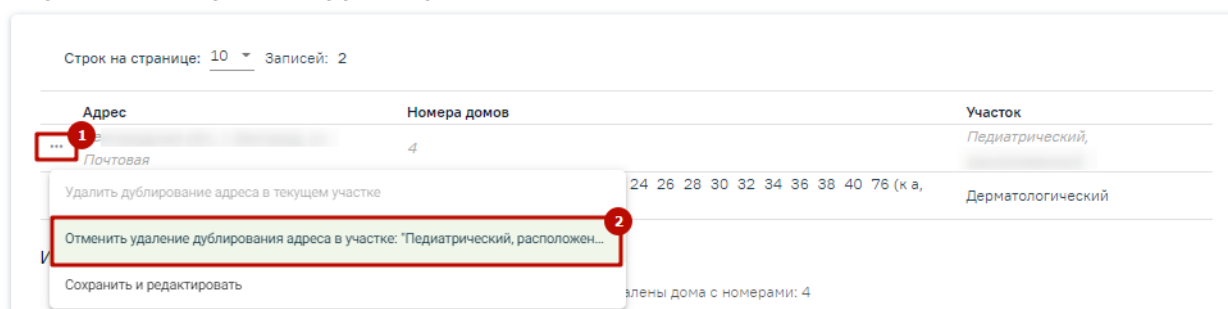 Строк на странице: 10 Записей: 2
Адрес Номера домов Участок
1
... Почтовая 4 Педиатрический,
Удалить дублирование адреса в текущем участке
24 26 28 30 32 34 36 38 40 76 (к а,
Дерматологический
2
Отменить удаление дублирования адреса в участке: "Педиатрический, расположен...
Сохранить и редактировать
алены дома с номерами: 4